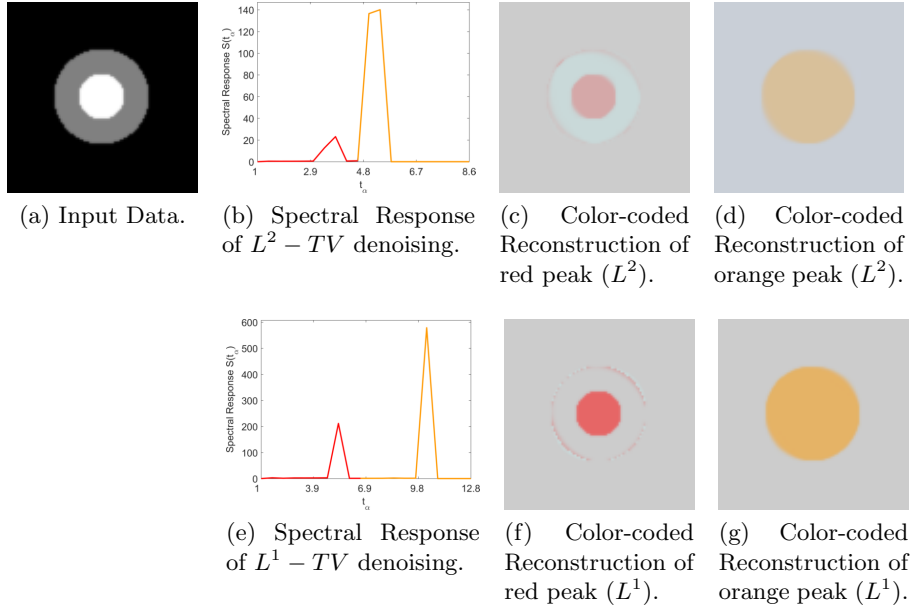 140
120
100
80
60
40
20
0
Spectral Response S(t_α)
1 2.9 4.8 6.7 8.6
t_α
(a) Input Data.
(b) Spectral Response
of L² − TV denoising.
(c) Color-coded
Reconstruction of
red peak (L²).
(d) Color-coded
Reconstruction of
orange peak (L²).
600
500
400
300
200
100
0
Spectral Response S(t_α)
1 3.9 6.9 9.8 12.8
t_α
(e) Spectral Response
of L¹ − TV denoising.
(f) Color-coded
Reconstruction of
red peak (L¹).
(g) Color-coded
Reconstruction of
orange peak (L¹).